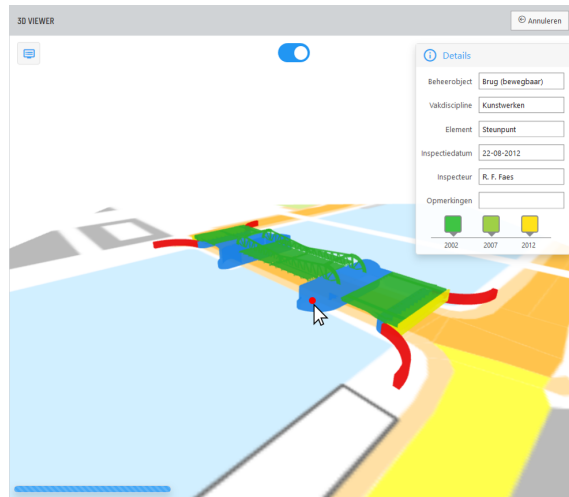 3D VIEWER
Annuleren
Details
Beheerobject Brug (bewegbaar)
Vakdiscipline Kunstwerken
Element Steunpunt
Inspectiedatum 22-08-2012
Inspecteur R. F. Faes
Opmerkingen
2002 2007 2012